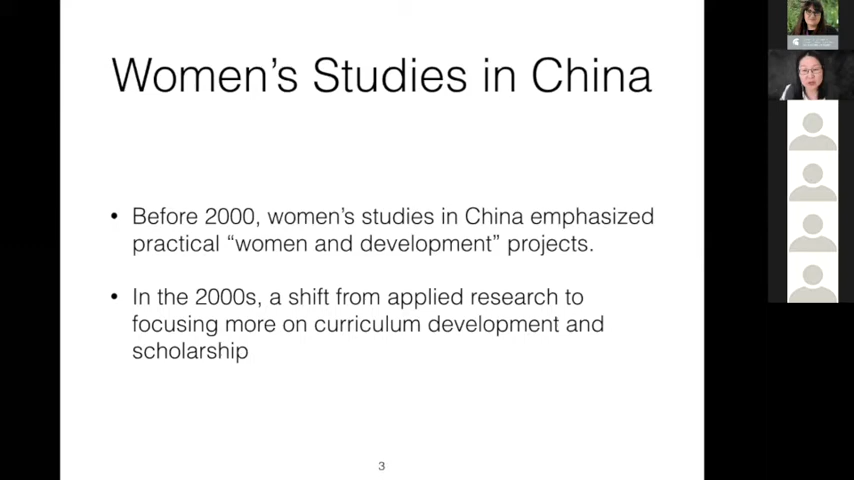 Women’s Studies in China
• Before 2000, women’s studies in China emphasized
practical “women and development” projects.
• In the 2000s, a shift from applied research to
focusing more on curriculum development and
scholarship
3